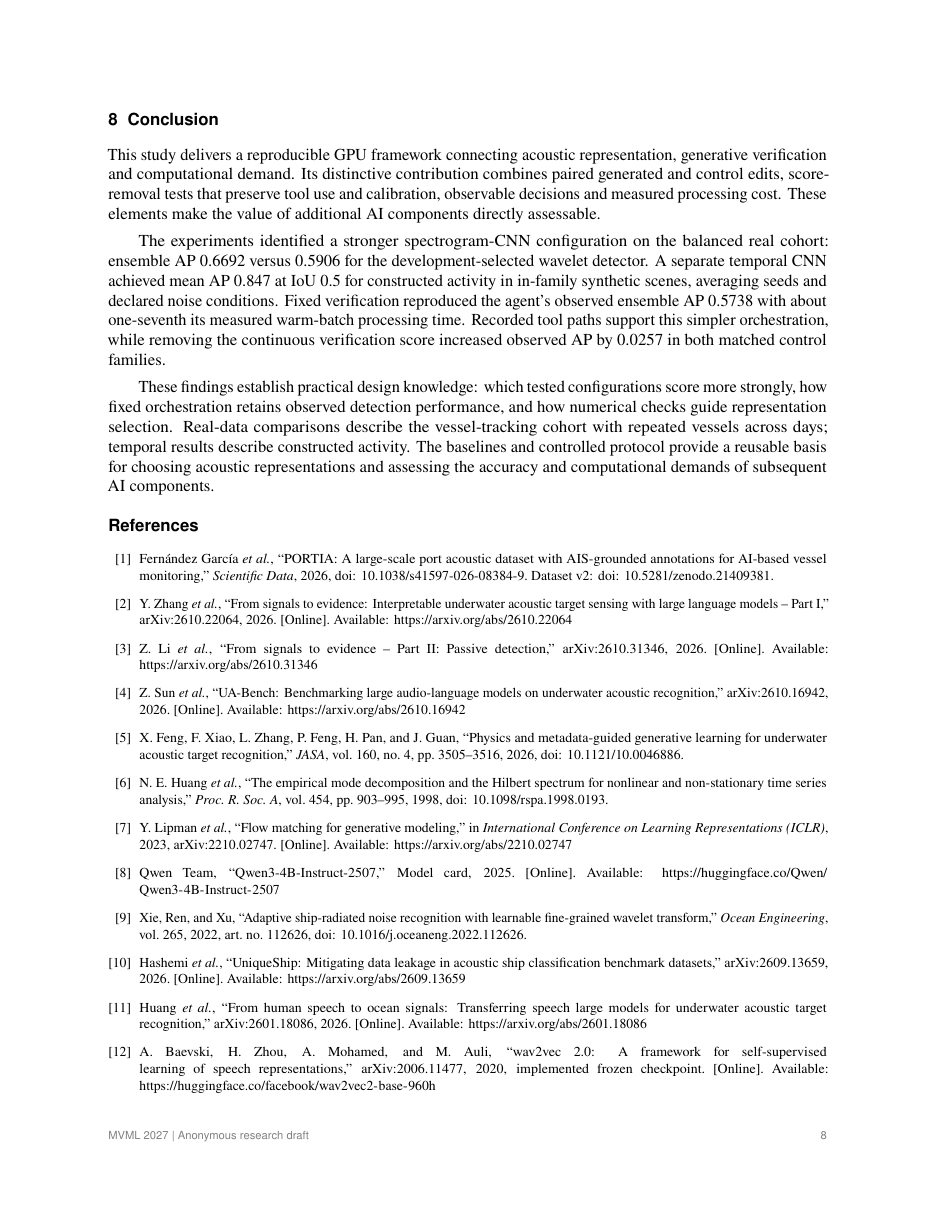 8 Conclusion
This study delivers a reproducible GPU framework connecting acoustic representation, generative verification
and computational demand. Its distinctive contribution combines paired generated and control edits, score-
removal tests that preserve tool use and calibration, observable decisions and measured processing cost. These
elements make the value of additional AI components directly assessable.
The experiments identified a stronger spectrogram-CNN configuration on the balanced real cohort:
ensemble AP 0.6692 versus 0.5906 for the development-selected wavelet detector. A separate temporal CNN
achieved mean AP 0.847 at IoU 0.5 for constructed activity in in-family synthetic scenes, averaging seeds and
declared noise conditions. Fixed verification reproduced the agent's observed ensemble AP 0.5738 with about
one-seventh its measured warm-batch processing time. Recorded tool paths support this simpler orchestration,
while removing the continuous verification score increased observed AP by 0.0257 in both matched control
families.
These findings establish practical design knowledge: which tested configurations score more strongly, how
fixed orchestration retains observed detection performance, and how numerical checks guide representation
selection. Real-data comparisons describe the vessel-tracking cohort with repeated vessels across days;
temporal results describe constructed activity. The baselines and controlled protocol provide a reusable basis
for choosing acoustic representations and assessing the accuracy and computational demands of subsequent
AI components.
References
[1] Fernández García et al., “PORTIA: A large-scale port acoustic dataset with AIS-grounded annotations for AI-based vessel
monitoring,” Scientific Data, 2026, doi: 10.1038/s41597-026-08384-9. Dataset v2: doi: 10.5281/zenodo.21409381.
[2] Y. Zhang et al., “From signals to evidence: Interpretable underwater acoustic target sensing with large language models – Part I,”
arXiv:2610.22064, 2026. [Online]. Available: https://arxiv.org/abs/2610.22064
[3] Z. Li et al., “From signals to evidence – Part II: Passive detection,” arXiv:2610.31346, 2026. [Online]. Available:
https://arxiv.org/abs/2610.31346
[4] Z. Sun et al., “UA-Bench: Benchmarking large audio-language models on underwater acoustic recognition,” arXiv:2610.16942,
2026. [Online]. Available: https://arxiv.org/abs/2610.16942
[5] X. Feng, F. Xiao, L. Zhang, P. Feng, H. Pan, and J. Guan, “Physics and metadata-guided generative learning for underwater
acoustic target recognition,” JASA, vol. 160, no. 4, pp. 3505–3516, 2026, doi: 10.1121/10.0046886.
[6] N. E. Huang et al., “The empirical mode decomposition and the Hilbert spectrum for nonlinear and non-stationary time series
analysis,” Proc. R. Soc. A, vol. 454, pp. 903–995, 1998, doi: 10.1098/rspa.1998.0193.
[7] Y. Lipman et al., “Flow matching for generative modeling,” in International Conference on Learning Representations (ICLR),
2023, arXiv:2210.02747. [Online]. Available: https://arxiv.org/abs/2210.02747
[8] Qwen Team, “Qwen3-4B-Instruct-2507,” Model card, 2025. [Online]. Available: https://huggingface.co/Qwen/
Qwen3-4B-Instruct-2507
[9] Xie, Ren, and Xu, “Adaptive ship-radiated noise recognition with learnable fine-grained wavelet transform,” Ocean Engineering,
vol. 265, 2022, art. no. 112626, doi: 10.1016/j.oceaneng.2022.112626.
[10] Hashemi et al., “UniqueShip: Mitigating data leakage in acoustic ship classification benchmark datasets,” arXiv:2609.13659,
2026. [Online]. Available: https://arxiv.org/abs/2609.13659
[11] Huang et al., “From human speech to ocean signals: Transferring speech large models for underwater acoustic target
recognition,” arXiv:2601.18086, 2026. [Online]. Available: https://arxiv.org/abs/2601.18086
[12] A. Baevski, H. Zhou, A. Mohamed, and M. Auli, “wav2vec 2.0: A framework for self-supervised
learning of speech representations,” arXiv:2006.11477, 2020, implemented frozen checkpoint. [Online]. Available:
https://huggingface.co/facebook/wav2vec2-base-960h
MVML 2027 | Anonymous research draft 8